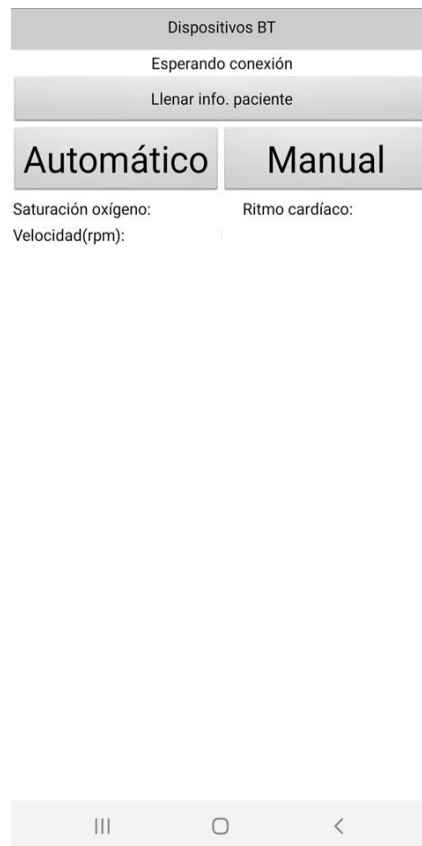 Dispositivos BT
Esperando conexión
Llenar info. paciente
Automático Manual
Saturación oxígeno: Ritmo cardíaco:
Velocidad(rpm):